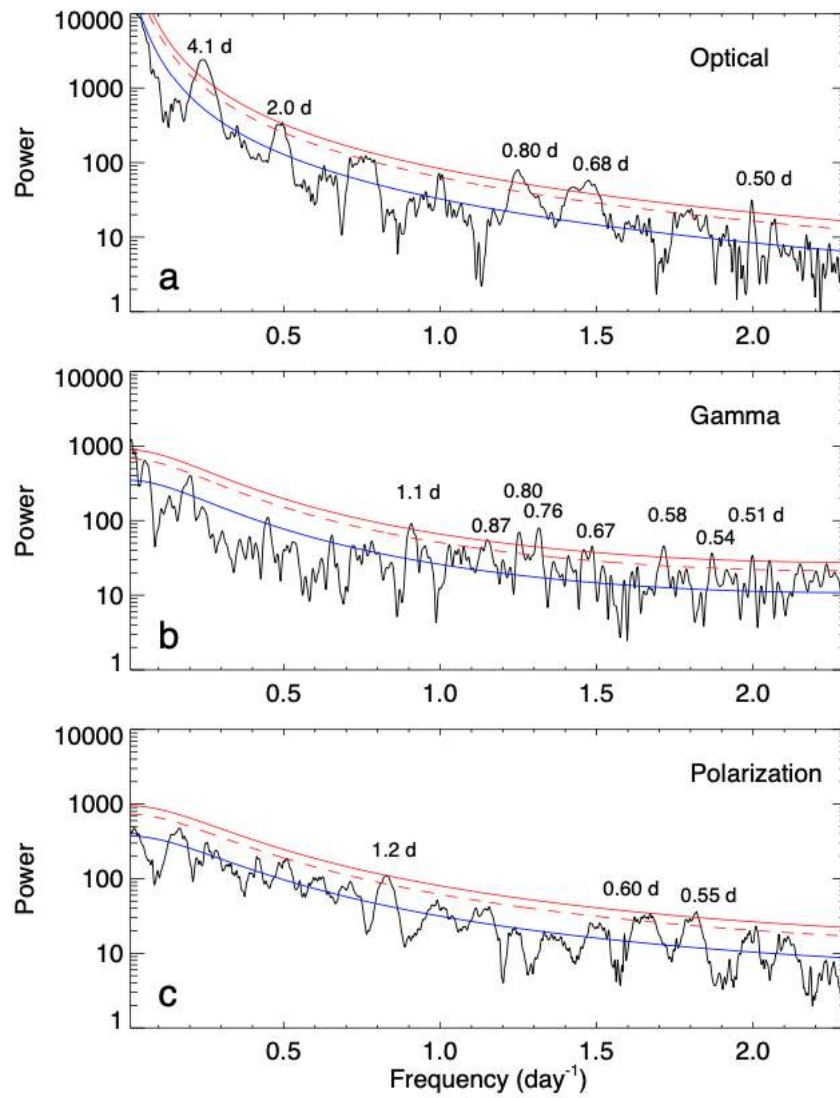 10000
4.1 d
Optical
1000
2.0 d
Power
100
0.80 d
0.68 d
0.50 d
10
a
1
0.5
1.0
1.5
2.0
10000
Gamma
1000
0.80
1.1 d
0.76
0.58
0.51 d
Power
100
0.87
0.67
0.54
10
b
1
0.5
1.0
1.5
2.0
10000
Polarization
1000
1.2 d
Power
100
0.60 d
0.55 d
10
c
1
0.5
1.0
1.5
2.0
Frequency (day⁻¹)